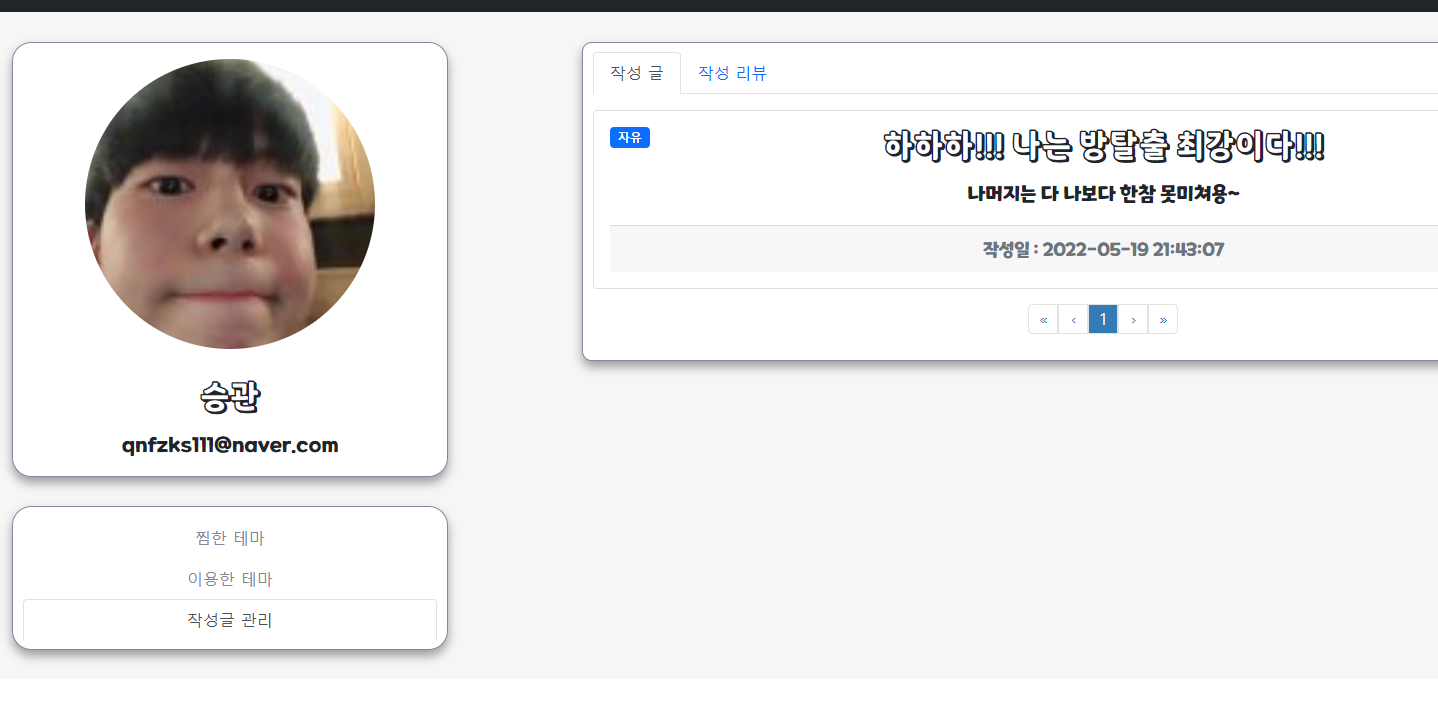 승관
qnfzks111@naver.com
찜한 테마
이용한 테마
작성글 관리
작성 글 작성 리뷰
자유
하하하!!! 나는 방탈출 최강이다!!!
나머지는 다 나보다 한참 못미쳐용~
작성일 : 2022-05-19 21:43:07
« ‹ 1 › »